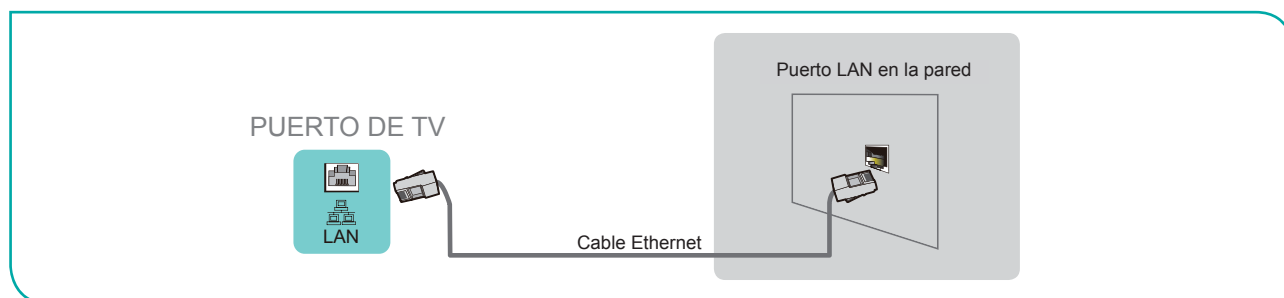 Puerto LAN en la pared
PUERTO DE TV
LAN
Cable Ethernet